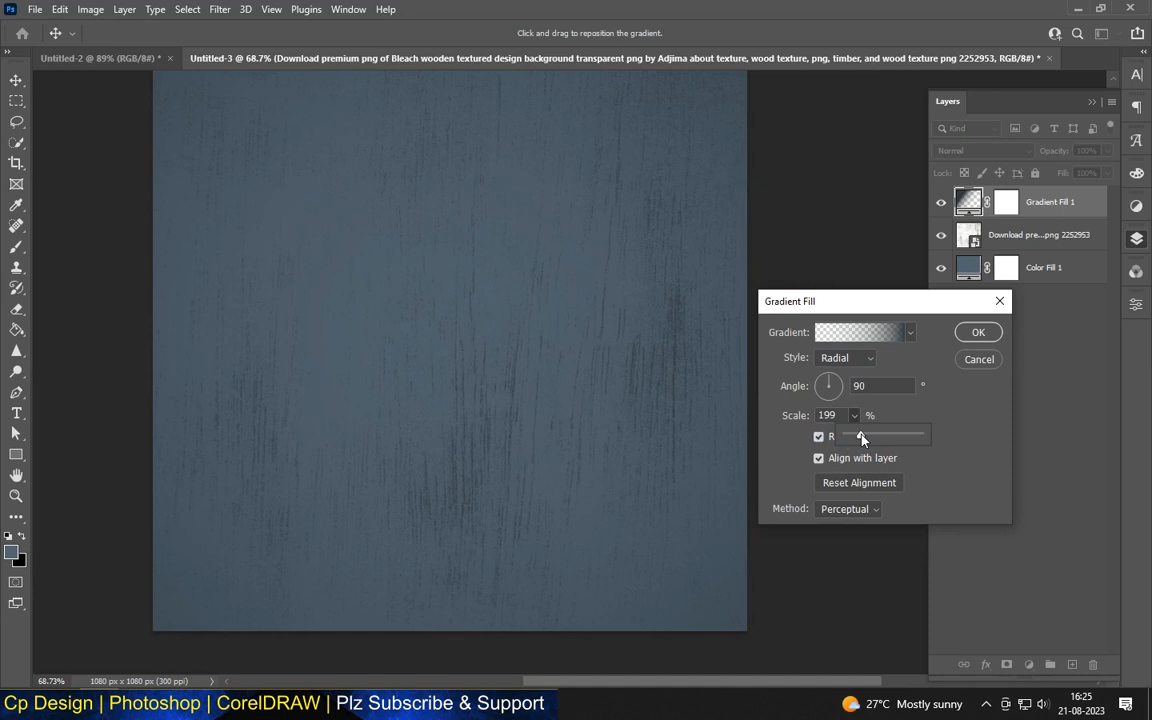 Ps File Edit Image Layer Type Select Filter 3D View Plugins Window Help
Click and drag to reposition the gradient.
Untitled-2 @ 89% (RGB/8#) * × Untitled-3 @ 68.7% (Download premium png of Bleach wooden textured design background transparent png by Adjima about texture, wood texture, png, timber, and wood texture png 2252953, RGB/8#) * ×
Layers
Kind
Normal Opacity: 100%
Lock: Fill: 100%
Gradient Fill 1
Download pre...png 2252953
Color Fill 1
Gradient Fill
Gradient: OK
Style: Radial Cancel
Angle: 90 °
Scale: 199 %
R
Align with layer
Reset Alignment
Method: Perceptual
68.73% 1080 px x 1080 px (300 ppi)
Cp Design | Photoshop | CorelDRAW | Plz Subscribe & Support
27°C Mostly sunny
16:25
21-08-2023